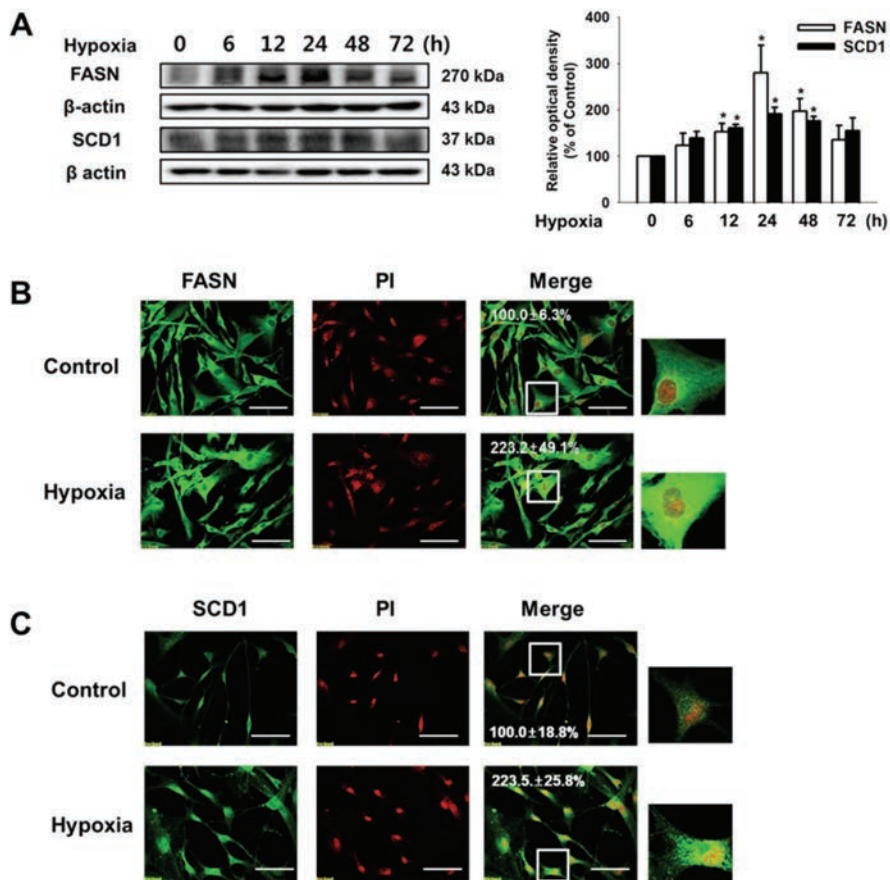 A
Hypoxia 0 6 12 24 48 72 (h)
FASN 270 kDa
β-actin 43 kDa
SCD1 37 kDa
β actin 43 kDa
Relative optical density
(% of Control)
400
300
200
100
0
FASN
SCD1
* * * * * *
Hypoxia 0 6 12 24 48 72 (h)
B
FASN PI Merge
Control
100.0±6.3%
Hypoxia
223.2±49.1%
C
SCD1 PI Merge
Control
100.0±18.8%
Hypoxia
223.5.±25.8%